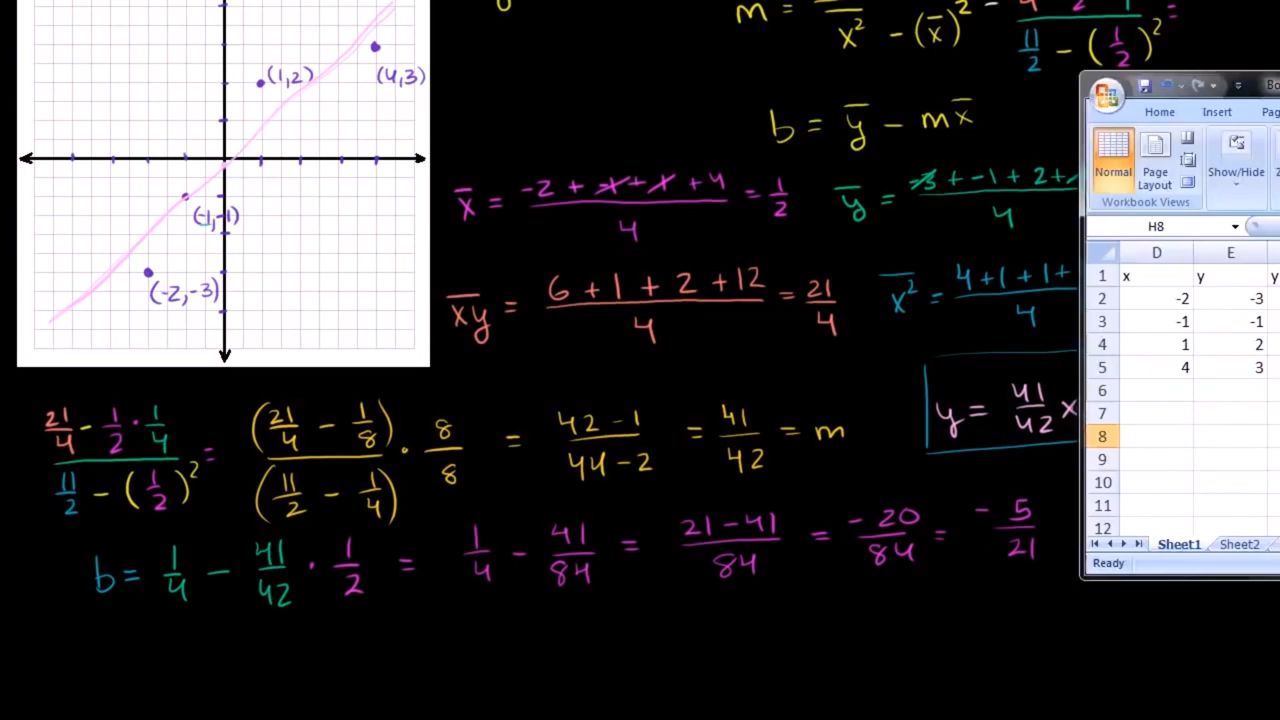 m = / x² - (x̄)²
11/2 - (1/2)²
(1,2)
(4,3)
(-1,-1)
(-2,-3)
b = ȳ - mx̄
x̄ = (-2 + -1 + 1 + 4)/4 = 1/2
ȳ = (-3 + -1 + 2 +)/4
x̄ȳ = (6 + 1 + 2 + 12)/4 = 21/4
x̄² = (4 + 1 + 1 +)/4
y = 41/42 x
(21/4 - 1/2 · 1/4)/(11/2 - (1/2)²) = (21/4 - 1/8)/(11/2 - 1/4) · 8/8 = (42 - 1)/(44 - 2) = 41/42 = m
b = 1/4 - 41/42 · 1/2 = 1/4 - 41/84 = (21 - 41)/84 = -20/84 = -5/21
Bo
Home Insert Pag
Normal Page Layout Show/Hide
Workbook Views
H8
D E
1 x y y
2 -2 -3
3 -1 -1
4 1 2
5 4 3
6
7
8
9
10
11
12
Sheet1 Sheet2
Ready